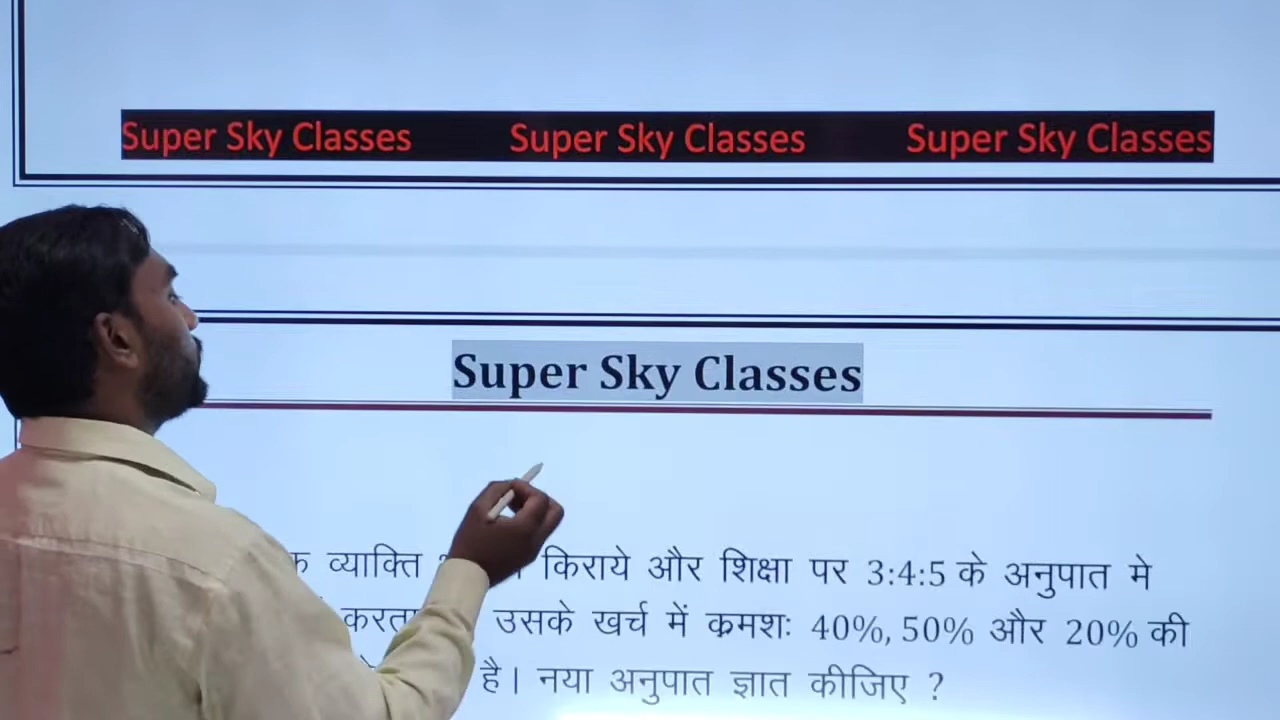 Super Sky Classes Super Sky Classes Super Sky Classes
Super Sky Classes
व्याक्ति किराये और शिक्षा पर 3:4:5 के अनुपात मे
उसके खर्च में क्रमशः 40%, 50% और 20% की
है। नया अनुपात ज्ञात कीजिए ?